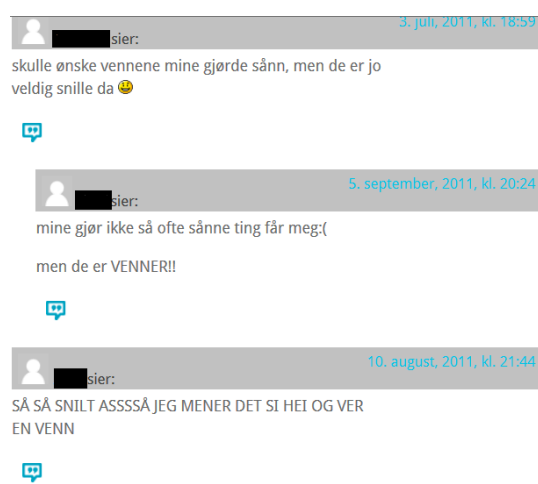 3. juli, 2011, kl. 18:59
sier:
skulle ønske vennene mine gjørde sånn, men de er jo
veldig snille da
5. september, 2011, kl. 20:24
sier:
mine gjør ikke så ofte sånne ting får meg:(
men de er VENNER!!
10. august, 2011, kl. 21:44
sier:
SÅ SÅ SNILT ASSSSÅ JEG MENER DET SI HEI OG VER
EN VENN